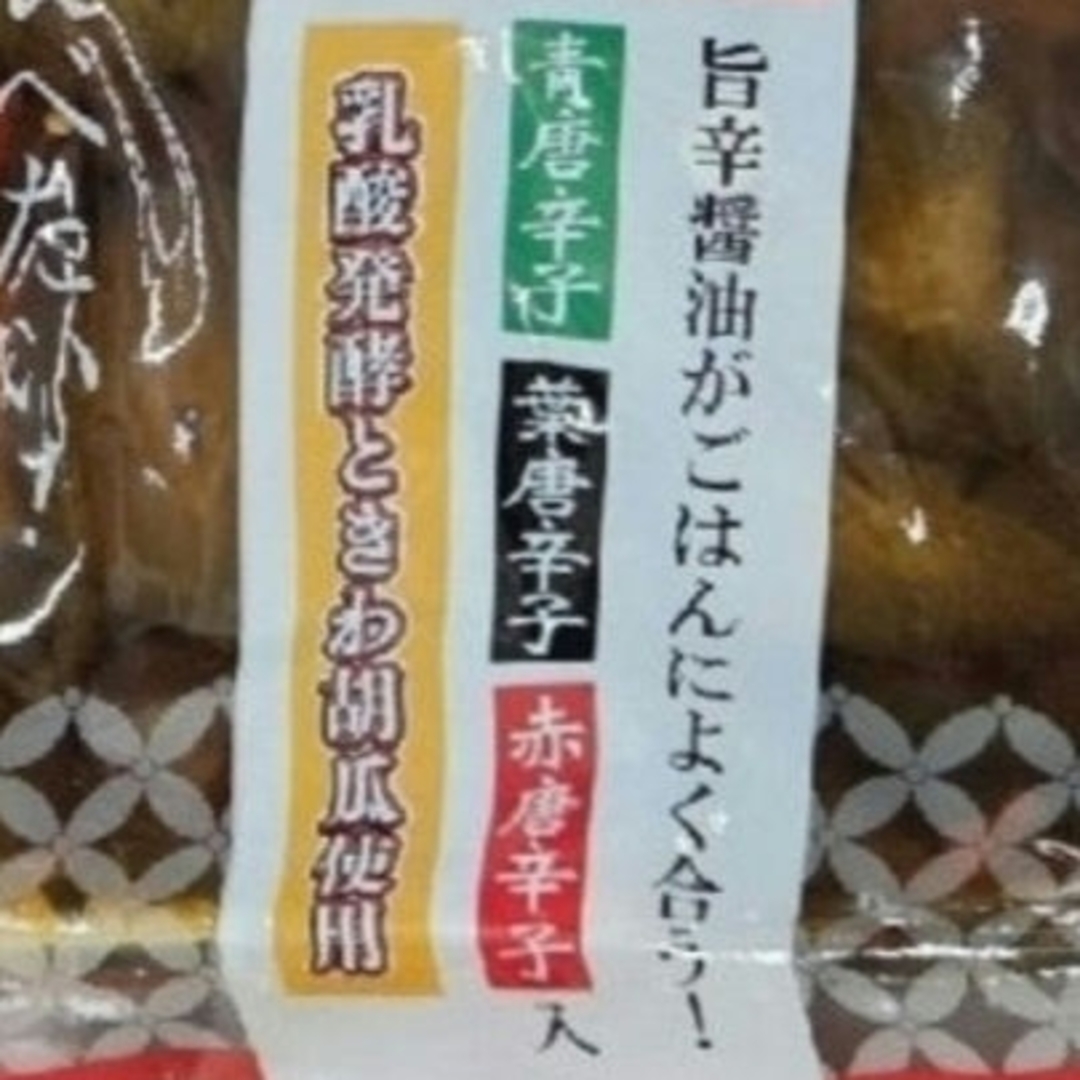 旨辛醤油がごはんによく合う！
青唐辛子
葉唐辛子
赤唐辛子
入
乳酸発酵ときわ胡瓜使用